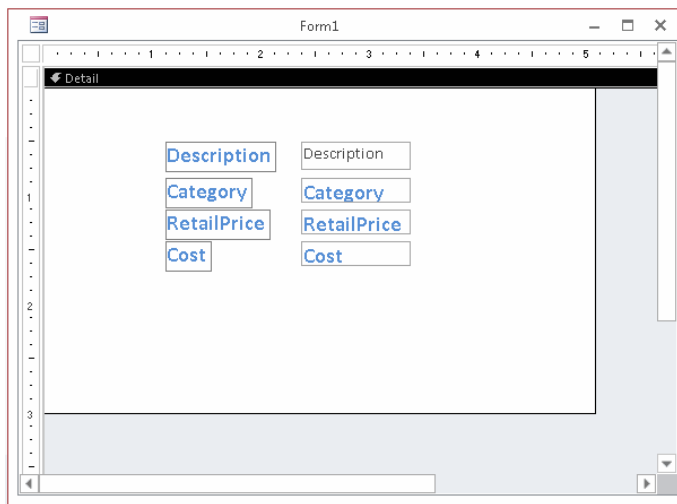 Form1
1 2 3 4 5
Detail
Description Description
Category Category
1
RetailPrice RetailPrice
Cost Cost
2
3